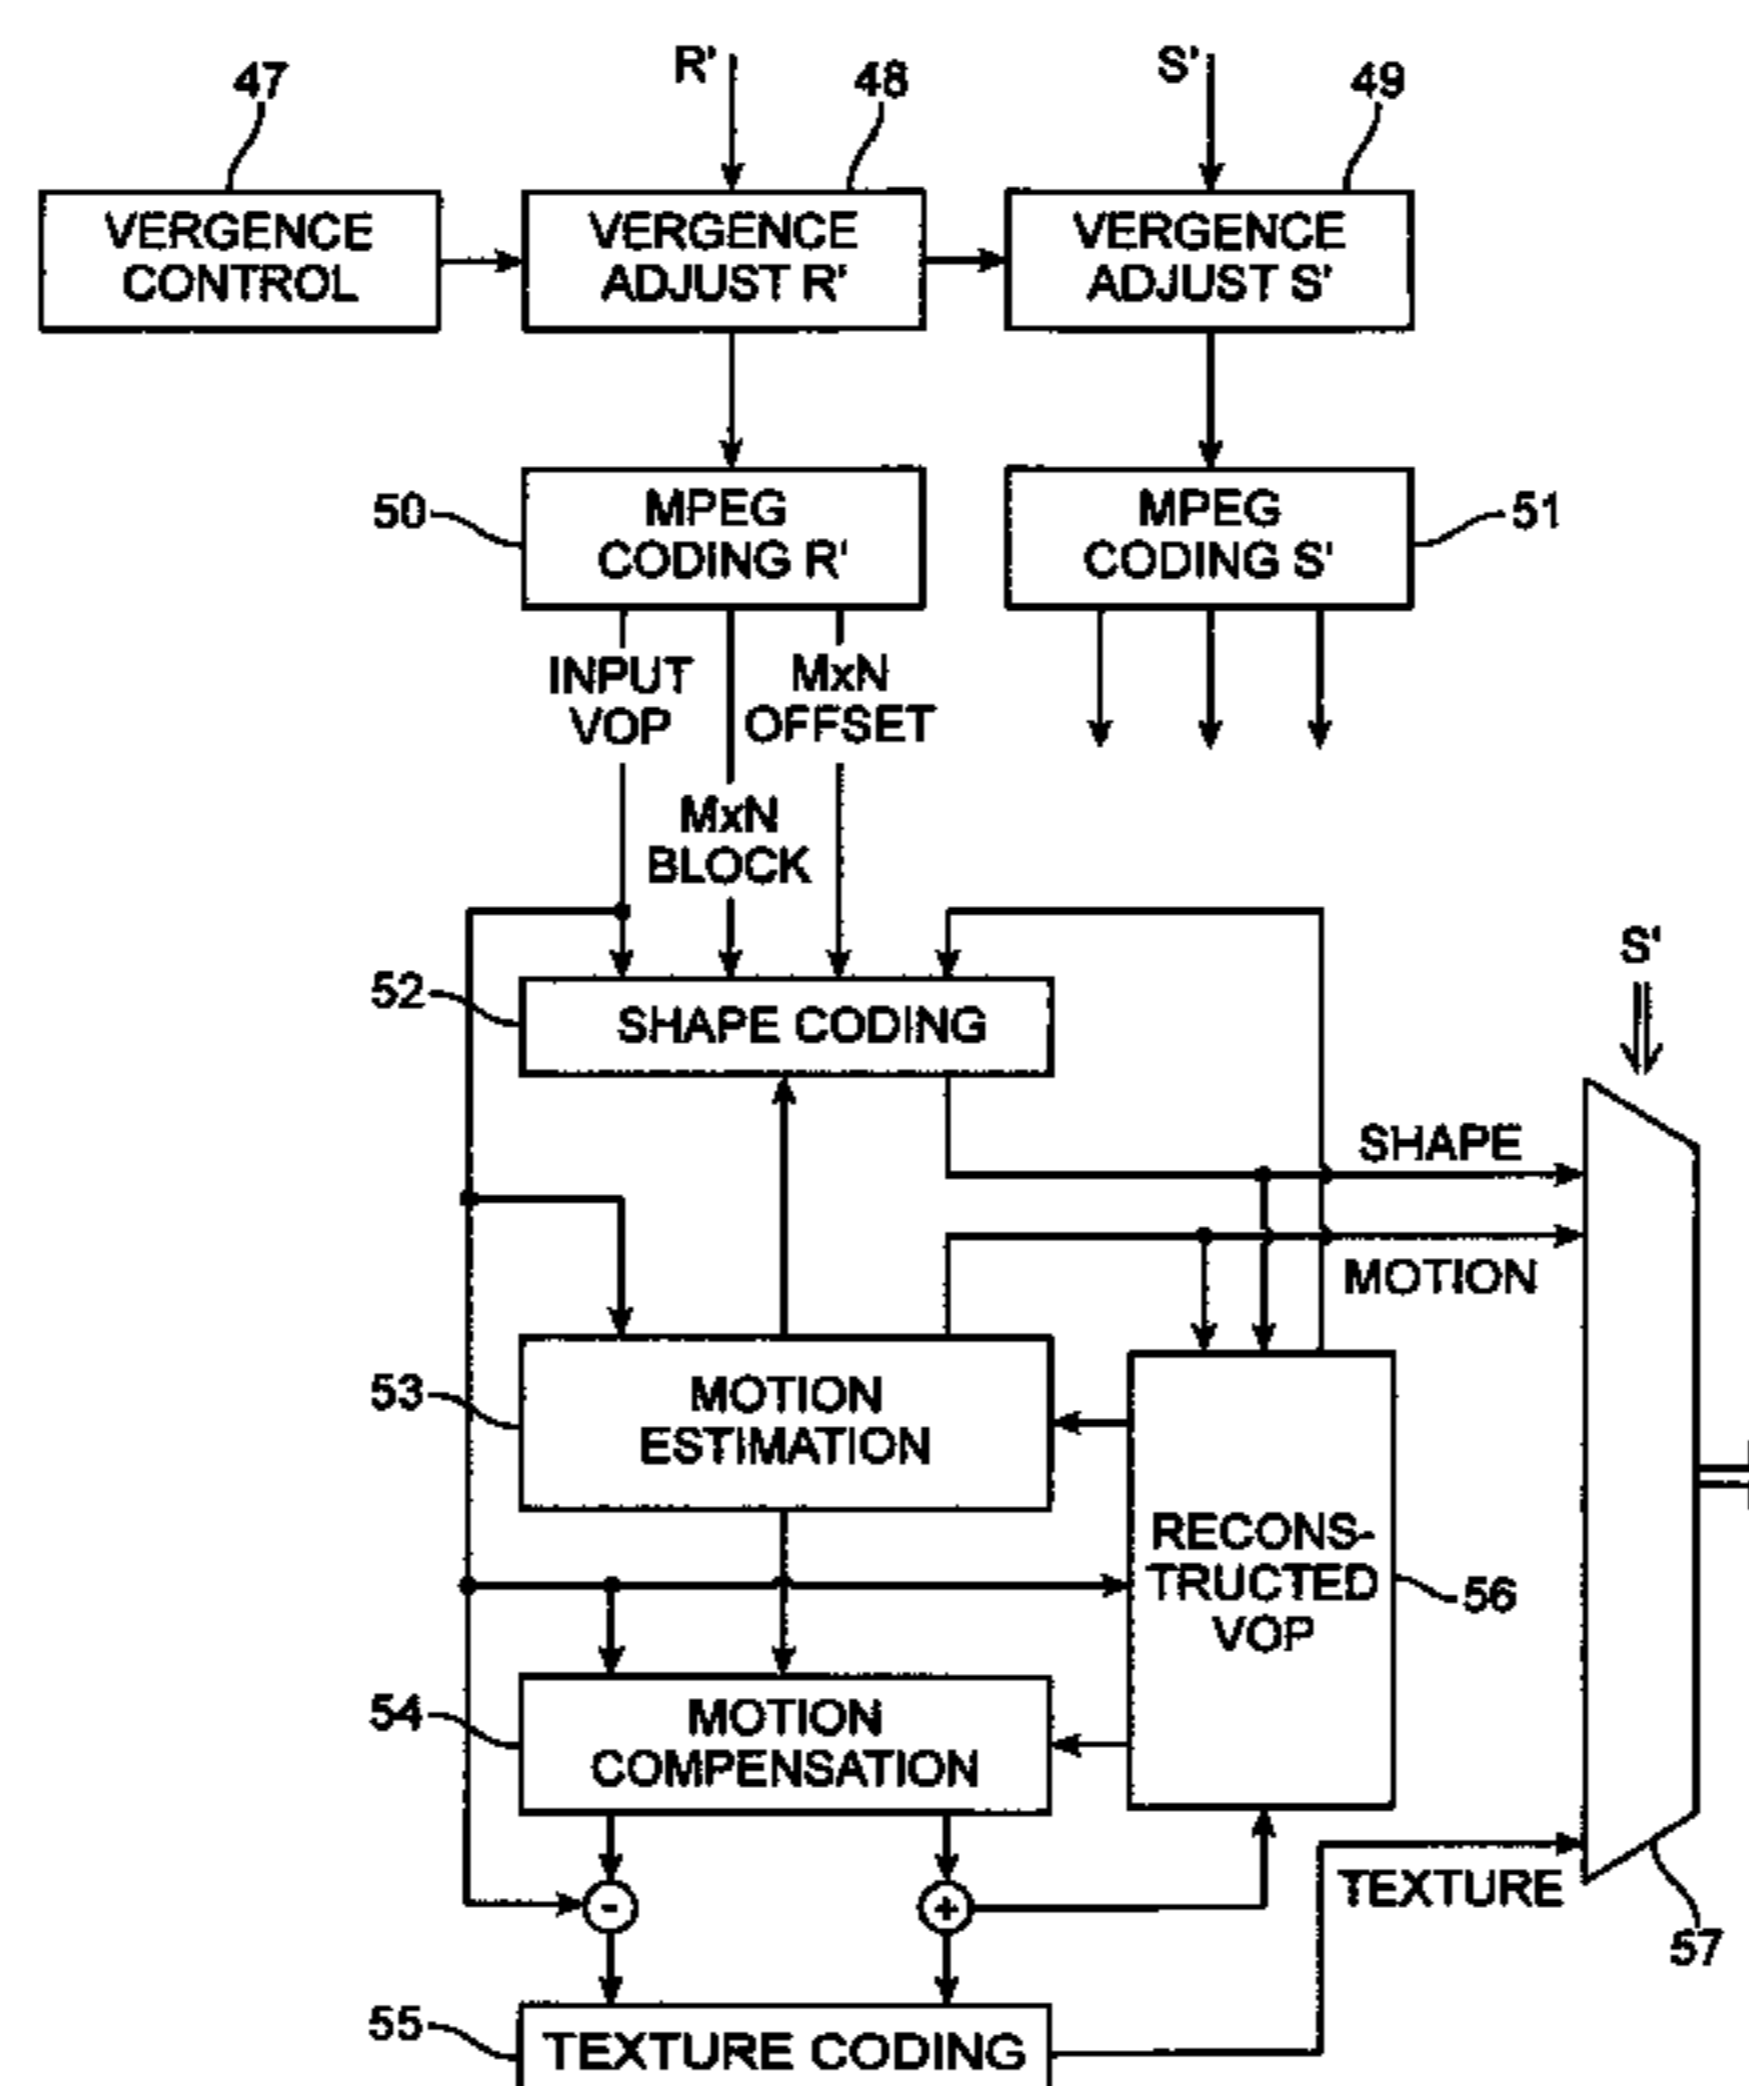 47
R'
48
S'
49
VERGENCE
CONTROL
VERGENCE
ADJUST R'
VERGENCE
ADJUST S'
50
MPEG
CODING R'
MPEG
CODING S'
51
INPUT
VOP
MxN
OFFSET
MxN
BLOCK
S'
52
SHAPE CODING
SHAPE
MOTION
53
MOTION
ESTIMATION
RECONS-
TRUCTED
VOP
56
54
MOTION
COMPENSATION
-
+
TEXTURE
57
55
TEXTURE CODING